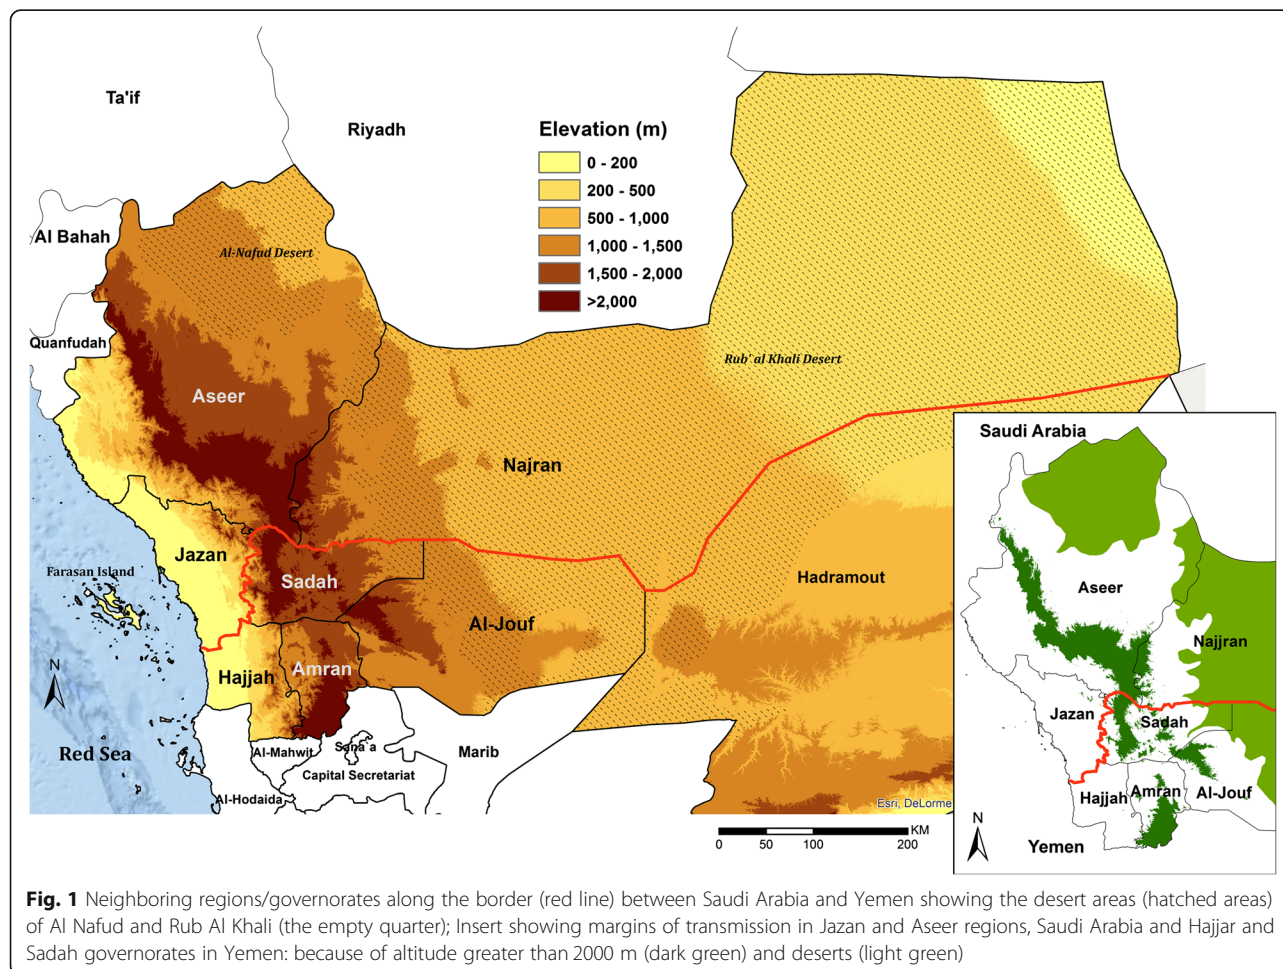 Ta'if
Riyadh
Elevation (m)
0 - 200
200 - 500
500 - 1,000
1,000 - 1,500
1,500 - 2,000
>2,000
Al Bahah
Al-Nafud Desert
Quanfudah
Rub' al Khali Desert
Aseer
Najran
Jazan
Farasan Island
Sadah
Hadramout
Al-Jouf
N
Hajjah
Amran
Red Sea
Al-Mahwit
Sana`a
Marib
Capital Secretariat
Al-Hodaida
Esri, DeLorme
KM
0 50 100 200
Saudi Arabia
Aseer
Najjran
Jazan
Sadah
Hajjah
Amran
Al-Jouf
N
Yemen
Fig. 1 Neighboring regions/governorates along the border (red line) between Saudi Arabia and Yemen showing the desert areas (hatched areas)
of Al Nafud and Rub Al Khali (the empty quarter); Insert showing margins of transmission in Jazan and Aseer regions, Saudi Arabia and Hajjar and
Sadah governorates in Yemen: because of altitude greater than 2000 m (dark green) and deserts (light green)